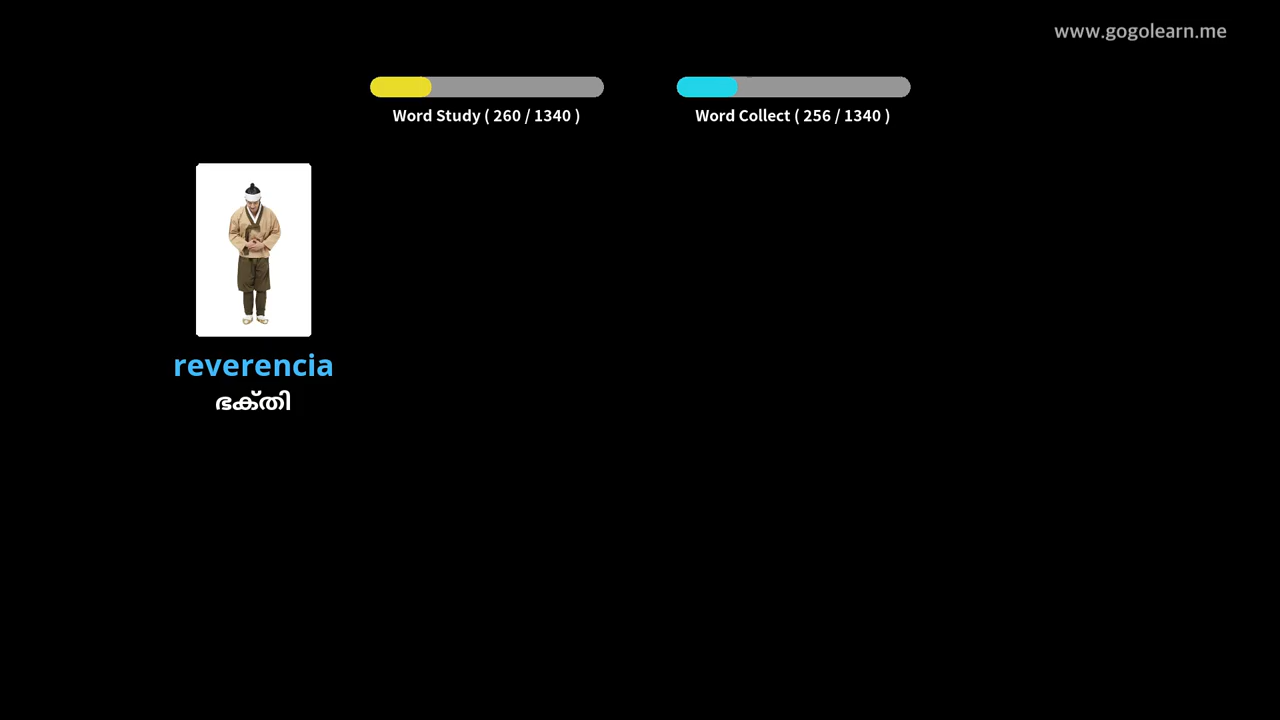 www.gogolearn.me
Word Study ( 260 / 1340 )
Word Collect ( 256 / 1340 )
reverencia
ഭക്തി